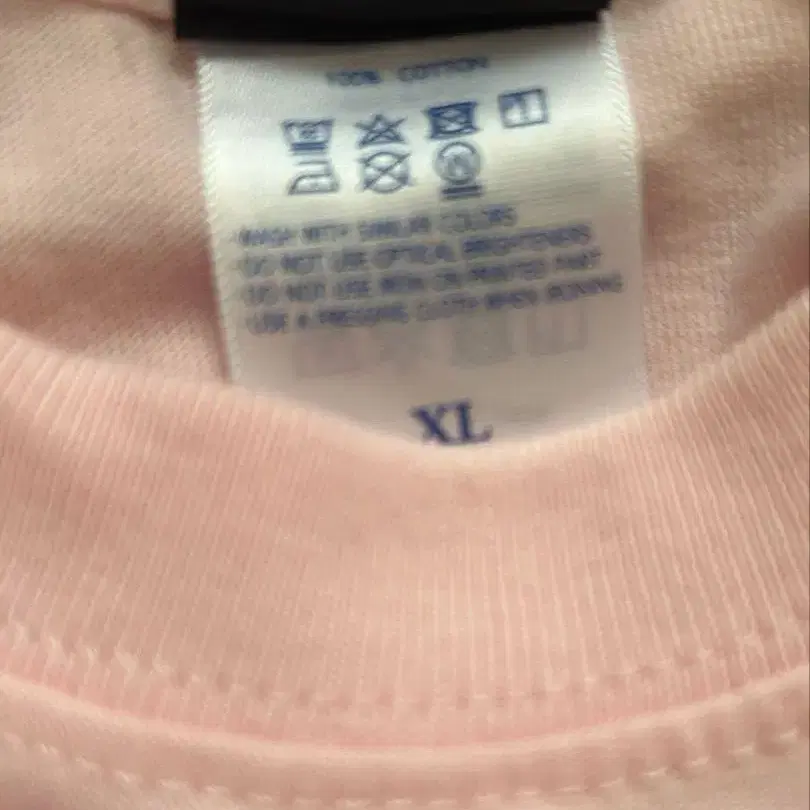 100% COTTON
WASH WITH SIMILAR COLORS
DO NOT USE OPTICAL BRIGHTENERS
DO NOT USE IRON ON PRINTED PART
USE A PRESSING CLOTH WHEN IRONING
XL